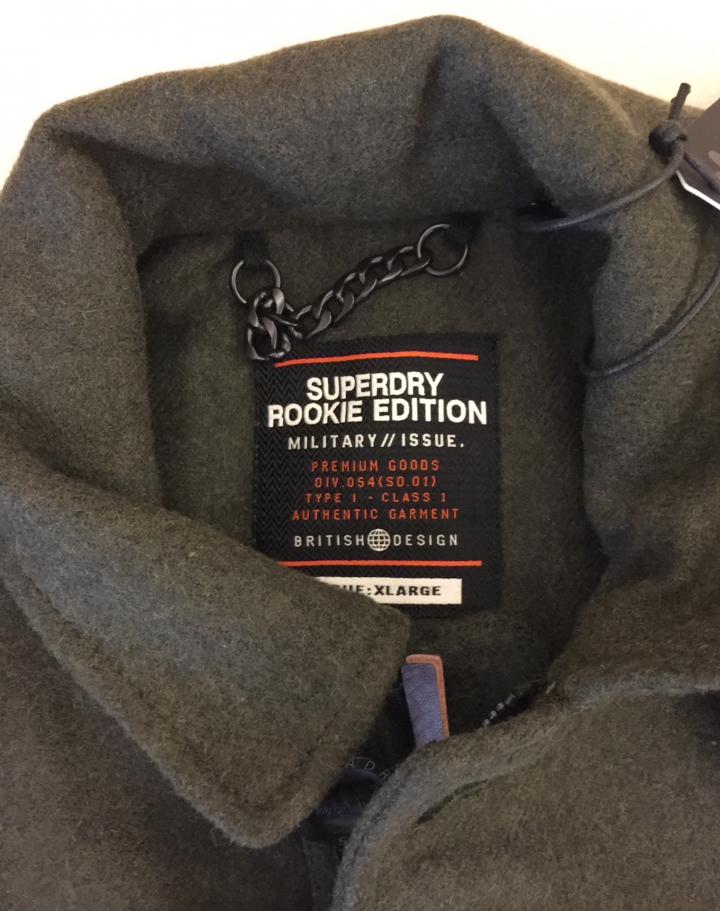 SUPERDRY
ROOKIE EDITION
MILITARY // ISSUE.
PREMIUM GOODS
DIV.054(SD.01)
TYPE 1 - CLASS 1
AUTHENTIC GARMENT
BRITISH DESIGN
:XLARGE